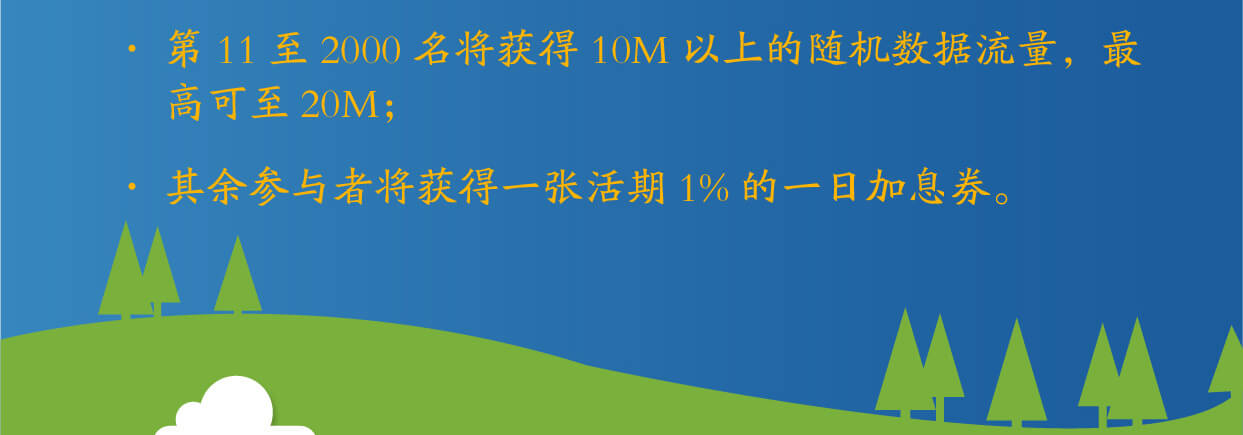 · 第 11 至 2000 名将获得 10M 以上的随机数据流量，最
高可至 20M；
· 其余参与者将获得一张活期 1% 的一日加息券。